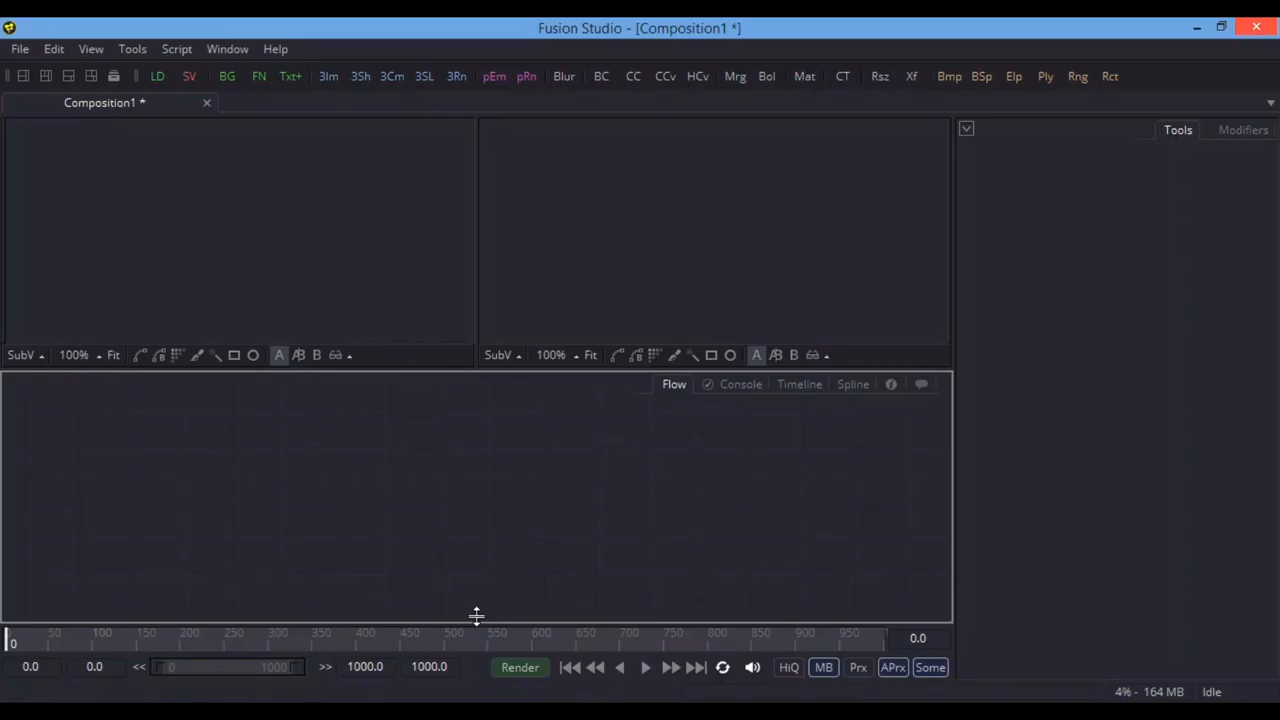 Fusion Studio - [Composition1 *]
File Edit View Tools Script Window Help
LD SV BG FN Txt+ 3Im 3Sh 3Cm 3SL 3Rn pEm pRn Blur BC CC CCv HCv Mrg Bol Mat CT Rsz Xf Bmp BSp Elp Ply Rng Rct
Composition1 *
Tools Modifiers
SubV 100% Fit A A/B B SubV 100% Fit A A/B B
Flow Console Timeline Spline
0 50 100 150 200 250 300 350 400 450 500 550 600 650 700 750 800 850 900 950 0.0
0.0 0.0 << 0 1000 >> 1000.0 1000.0 Render HiQ MB Prx APrx Some
4% - 164 MB Idle